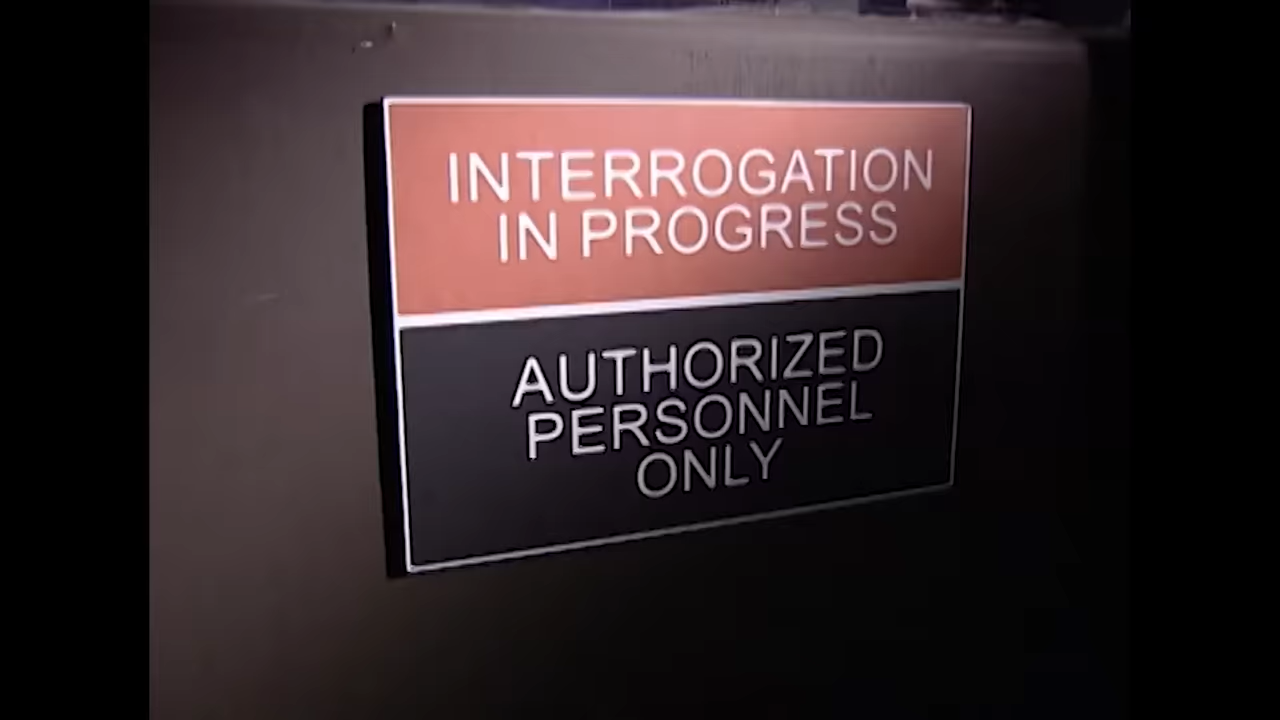 INTERROGATION
IN PROGRESS
AUTHORIZED
PERSONNEL
ONLY